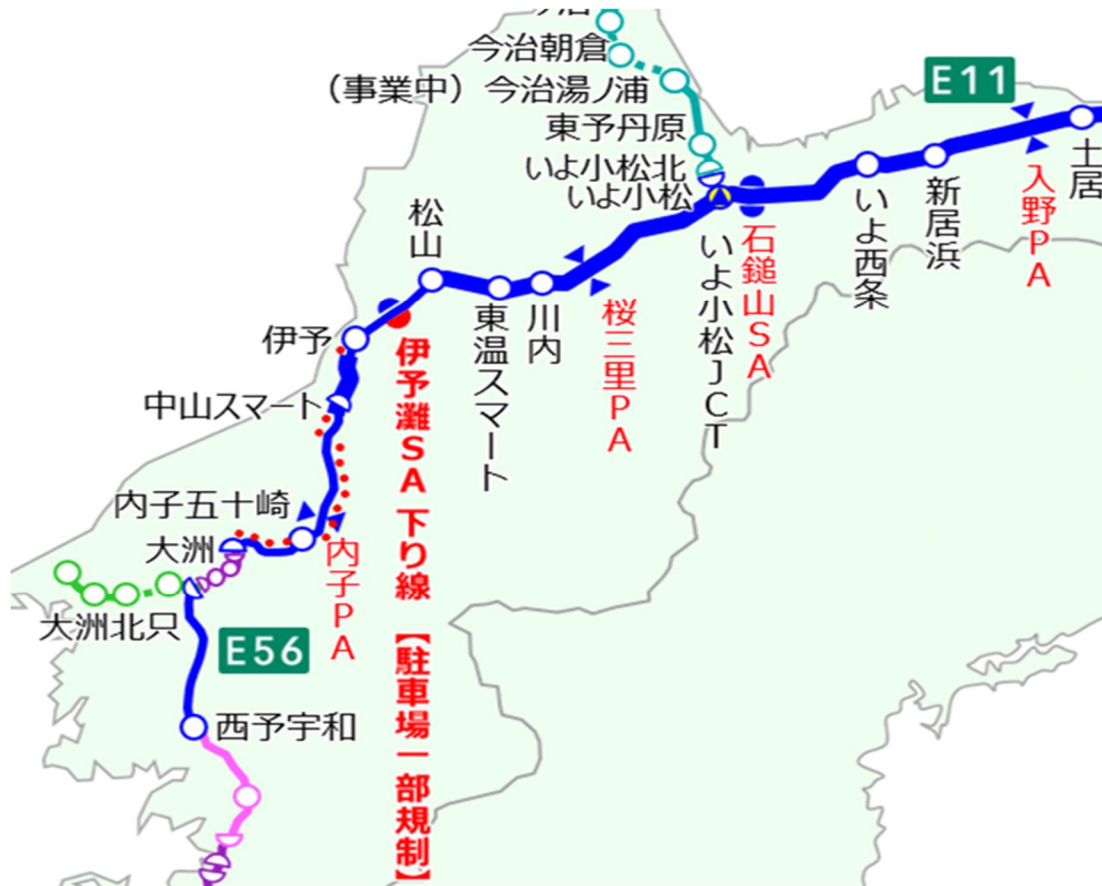 今治朝倉
（事業中）
今治湯ノ浦
E11
東予丹原
いよ小松北
いよ小松
土居
入野PA
新居浜
いよ西条
石鎚山SA
いよ小松JCT
桜三里PA
川内
東温スマート
松山
伊予
伊予灘SA 下り線 【駐車場一部規制】
中山スマート
内子五十崎
内子PA
大洲
大洲北只
E56
西予宇和